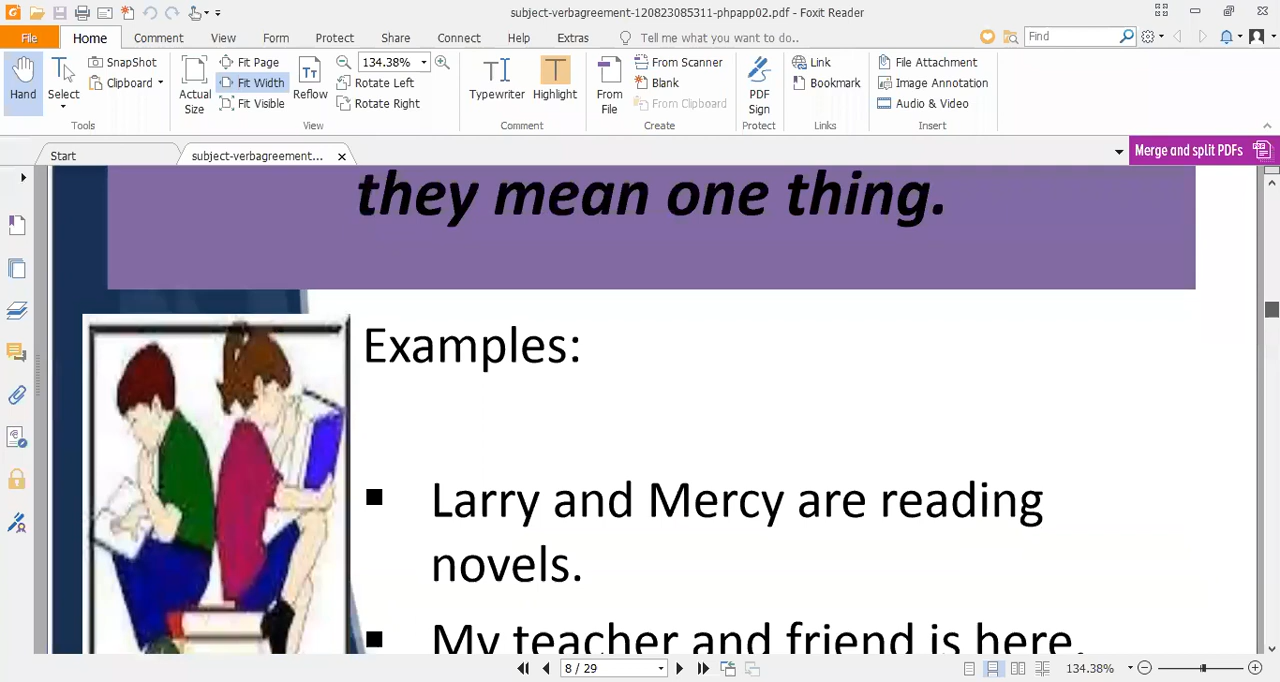 subject-verbagreement-120823085311-phpapp02.pdf - Foxit Reader
File Home Comment View Form Protect Share Connect Help Extras Tell me what you want to do.. Find
Hand Select SnapShot Clipboard
Tools
Actual Size Fit Page Fit Width Fit Visible Reflow 134.38% Rotate Left Rotate Right
View
Typewriter Highlight
Comment
From File From Scanner Blank From Clipboard
Create
PDF Sign
Protect
Link Bookmark
Links
File Attachment Image Annotation Audio & Video
Insert
Start subject-verbagreement... Merge and split PDFs
they mean one thing.
Examples:
▪ Larry and Mercy are reading
novels.
▪ My teacher and friend is here.
8 / 29 134.38%